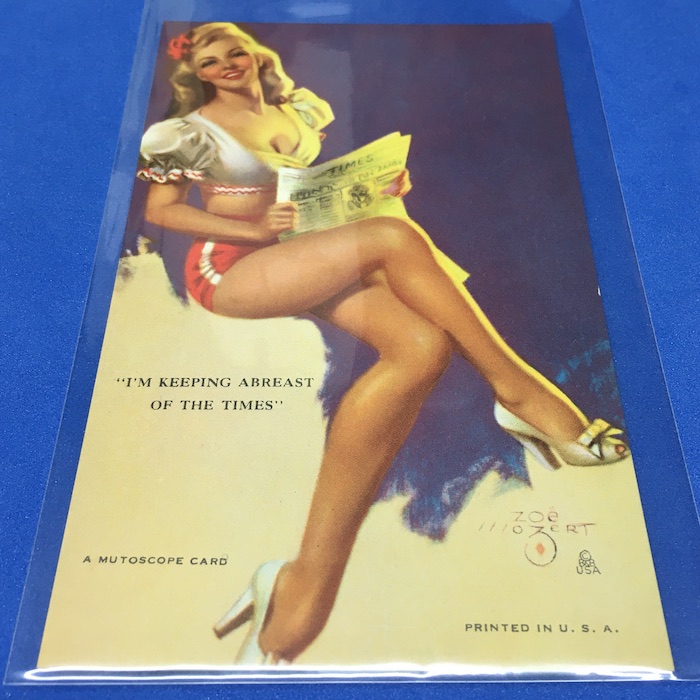 TIMES
"I'M KEEPING ABREAST
OF THE TIMES"
ZOË
MOZERT
A MUTOSCOPE CARD
©
B&B
USA
PRINTED IN U. S. A.